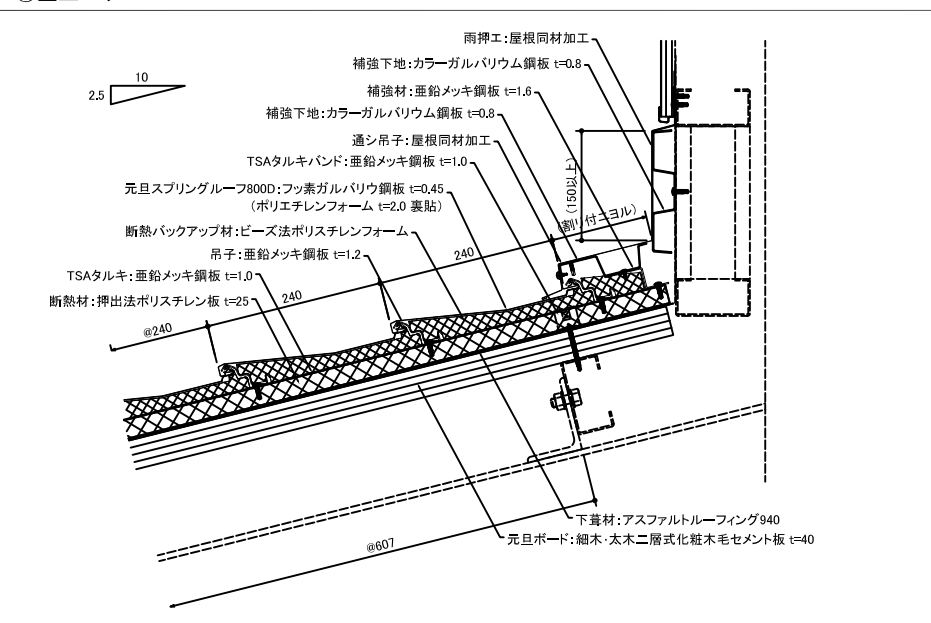 雨押エ：屋根同材加工
補強下地：カラーガルバリウム鋼板 t=0.8
補強材：亜鉛メッキ鋼板 t=1.6
補強下地：カラーガルバリウム鋼板 t=0.8
通シ吊子：屋根同材加工
TSAタルキバンド：亜鉛メッキ鋼板 t=1.0
元旦スプリングルーフ800D：フッ素ガルバリウ鋼板 t=0.45
（ポリエチレンフォーム t=2.0 裏貼）
断熱バックアップ材：ビーズ法ポリスチレンフォーム
吊子：亜鉛メッキ鋼板 t=1.2
TSAタルキ：亜鉛メッキ鋼板 t=1.0
断熱材：押出法ポリスチレン板 t=25
10
2.5
（150以上）
（割り付ニヨル）
240
240
@240
下葺材：アスファルトルーフィング940
元旦ボード：細木・太木二層式化粧木毛セメント板 t=40
@607